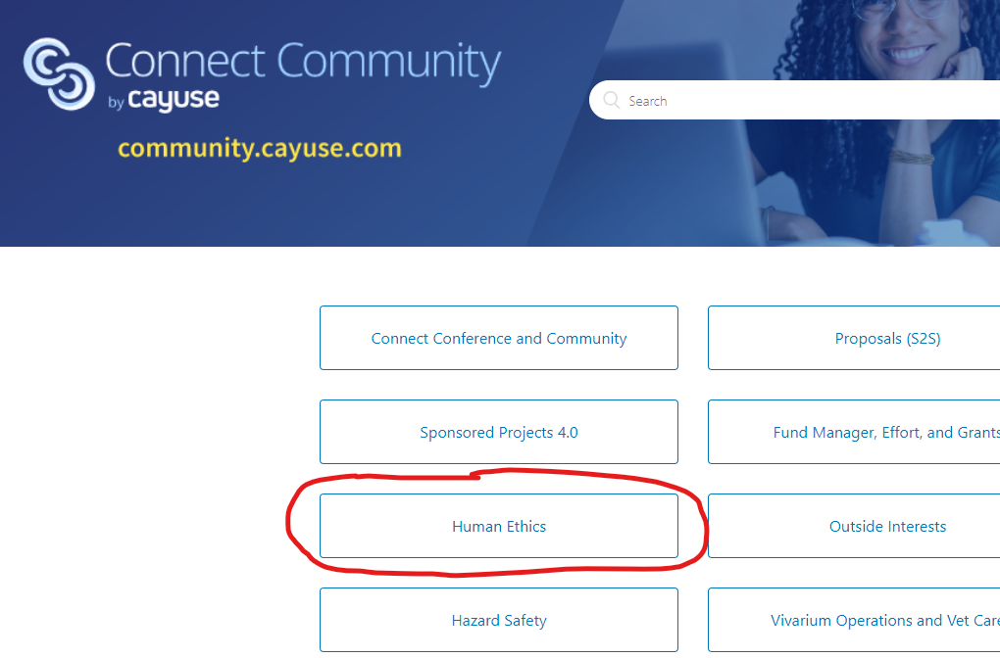 Connect Community
by cayuse
community.cayuse.com
Search
Connect Conference and Community
Proposals (S2S)
Sponsored Projects 4.0
Fund Manager, Effort, and Grants
Human Ethics
Outside Interests
Hazard Safety
Vivarium Operations and Vet Care